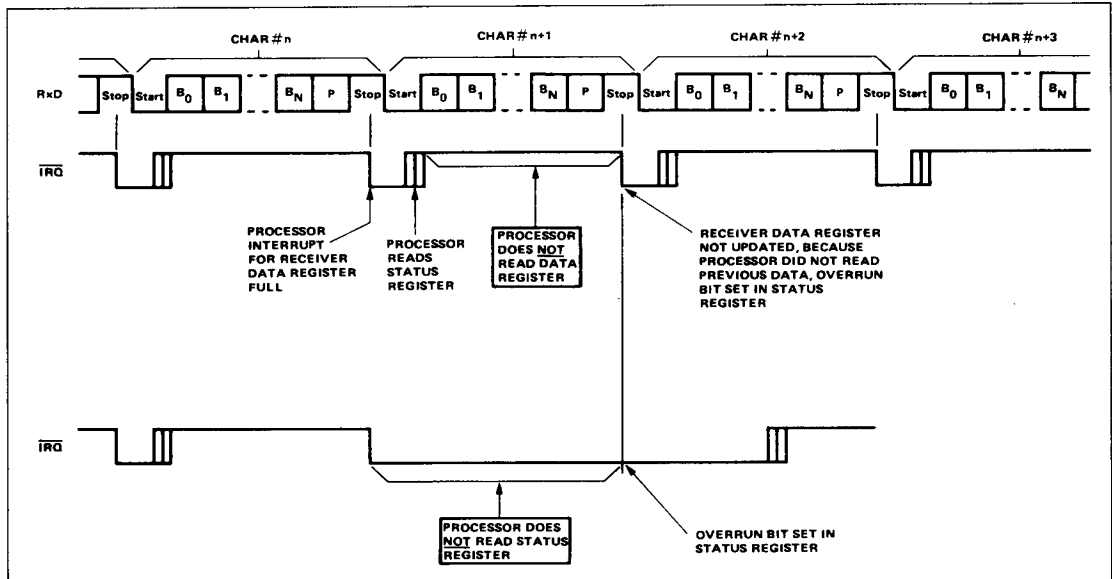 CHAR#n CHAR#n+1 CHAR#n+2 CHAR#n+3
RxD Stop Start B0 B1 BN P Stop Start B0 B1 BN P Stop Start B0 B1 BN P Stop Start B0 B1 BN
IRQ
PROCESSOR
INTERRUPT
FOR RECEIVER
DATA REGISTER
FULL
PROCESSOR
READS
STATUS
REGISTER
PROCESSOR
DOES NOT
READ DATA
REGISTER
RECEIVER DATA REGISTER
NOT UPDATED, BECAUSE
PROCESSOR DID NOT READ
PREVIOUS DATA, OVERRUN
BIT SET IN STATUS
REGISTER
IRQ
PROCESSOR DOES
NOT READ STATUS
REGISTER
OVERRUN BIT SET IN
STATUS REGISTER